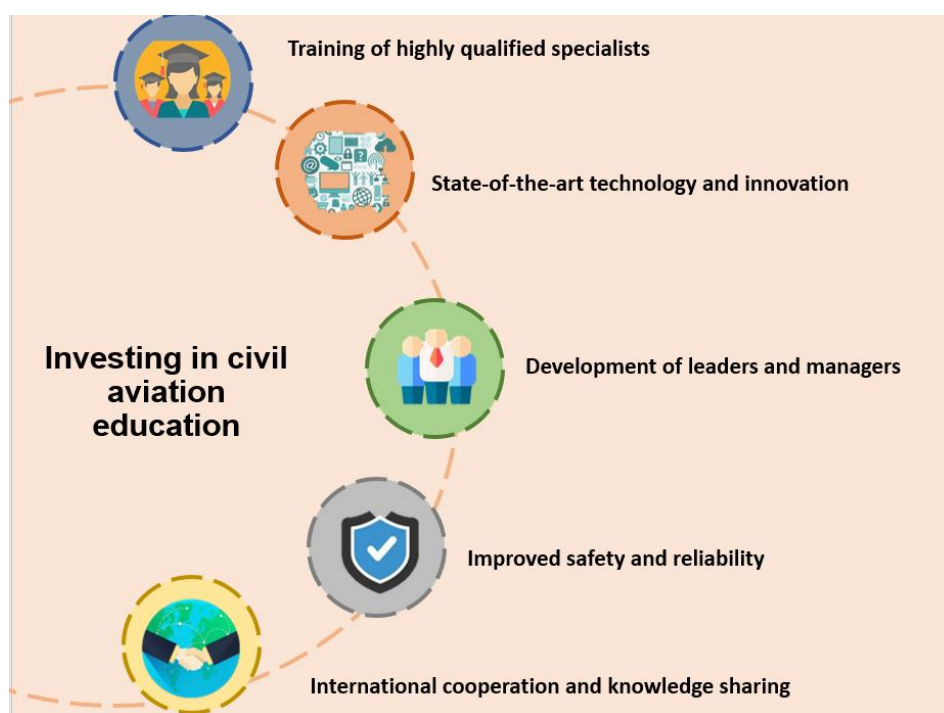 Training of highly qualified specialists
State-of-the-art technology and innovation
Investing in civil
aviation
education
Development of leaders and managers
Improved safety and reliability
International cooperation and knowledge sharing